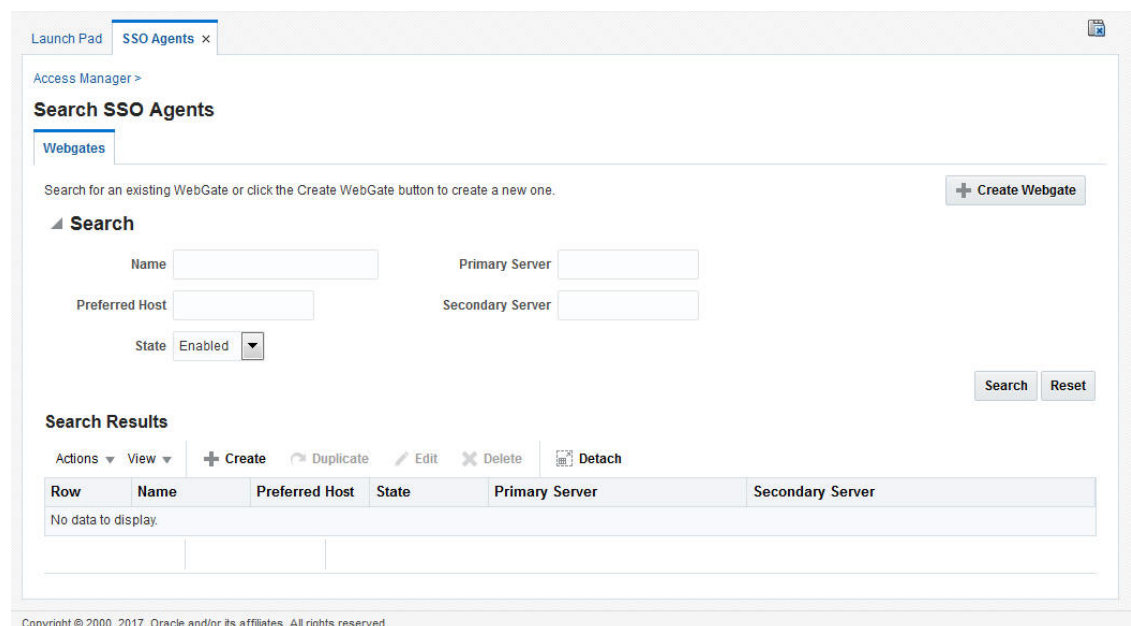 Launch Pad SSO Agents ×
Access Manager >
Search SSO Agents
Webgates
Search for an existing WebGate or click the Create WebGate button to create a new one.
Create Webgate
Search
Name Primary Server
Preferred Host Secondary Server
State Enabled
Search Reset
Search Results
Actions View Create Duplicate Edit Delete Detach
Row Name Preferred Host State Primary Server Secondary Server
No data to display.
Copyright © 2000, 2017, Oracle and/or its affiliates. All rights reserved.